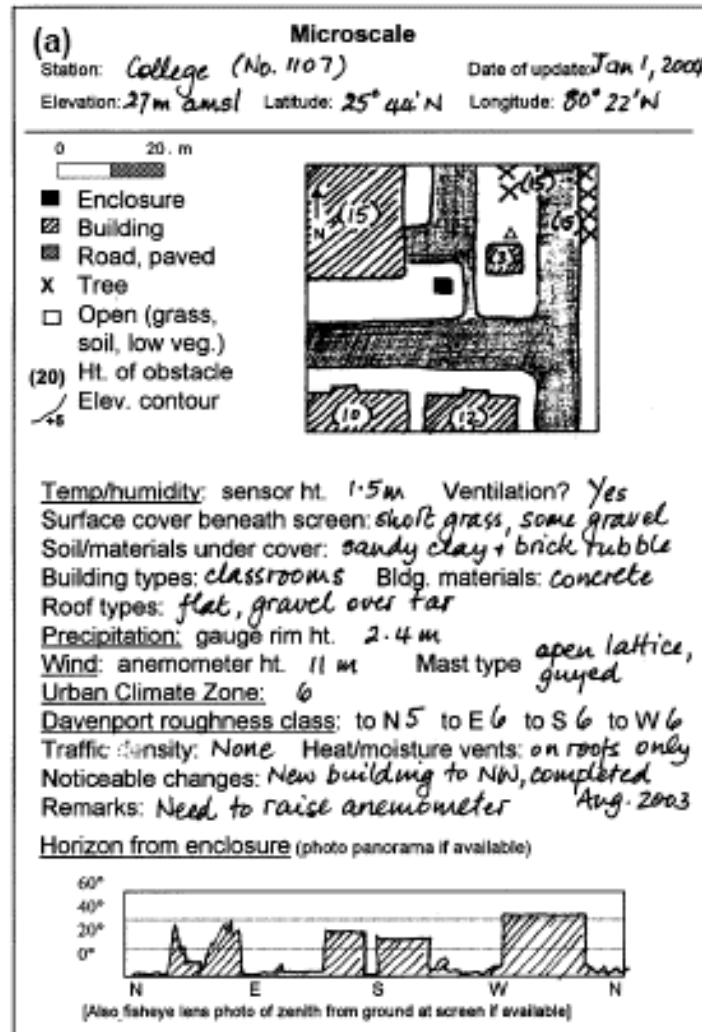 (a) Microscale
Station: College (No. 1107) Date of update: Jan 1, 2004
Elevation: 27m amsl Latitude: 25° 44'N Longitude: 80° 22'N
0 20. m
Enclosure
Building
Road, paved
X Tree
Open (grass,
soil, low veg.)
(20) Ht. of obstacle
+5 Elev. contour
(15)
N
(15)
(15)
(3)
(10)
(12)
Temp/humidity: sensor ht. 1.5m Ventilation? Yes
Surface cover beneath screen: short grass, some gravel
Soil/materials under cover: sandy clay + brick rubble
Building types: classrooms Bldg. materials: concrete
Roof types: flat, gravel over tar
Precipitation: gauge rim ht. 2.4 m
Wind: anemometer ht. 11 m Mast type open lattice,
guyed
Urban Climate Zone: 6
Davenport roughness class: to N 5 to E 6 to S 6 to W 6
Traffic density: None Heat/moisture vents: on roofs only
Noticeable changes: New building to NW, completed
Aug. 2003
Remarks: Need to raise anemometer
Horizon from enclosure (photo panorama if available)
60°
40°
20°
0°
N E S W N
[Also fisheye lens photo of zenith from ground at screen if available]